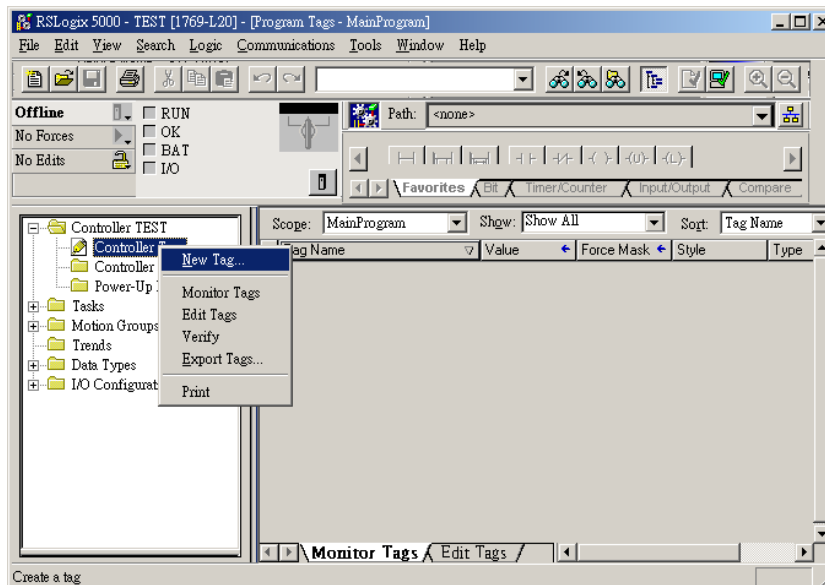 RSLogix 5000 - TEST [1769-L20] - [Program Tags - MainProgram]
File Edit View Search Logic Communications Tools Window Help
Offline
RUN
Path: <none>
No Forces
OK
No Edits
BAT
I/O
Favorites Bit Timer/Counter Input/Output Compare
Scope: MainProgram Show: Show All Sort: Tag Name
Tag Name Value Force Mask Style Type
Controller TEST
Controller
Controller
Power-Up
Tasks
Motion Groups
Trends
Data Types
I/O Configurat
New Tag...
Monitor Tags
Edit Tags
Verify
Export Tags...
Print
Monitor Tags Edit Tags
Create a tag